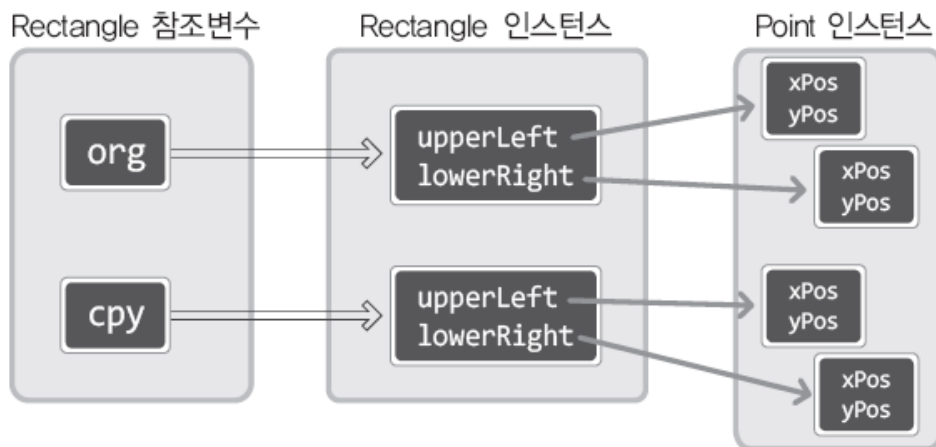 Rectangle 참조변수
Rectangle 인스턴스
Point 인스턴스
org
upperLeft
lowerRight
xPos
yPos
xPos
yPos
cpy
upperLeft
lowerRight
xPos
yPos
xPos
yPos